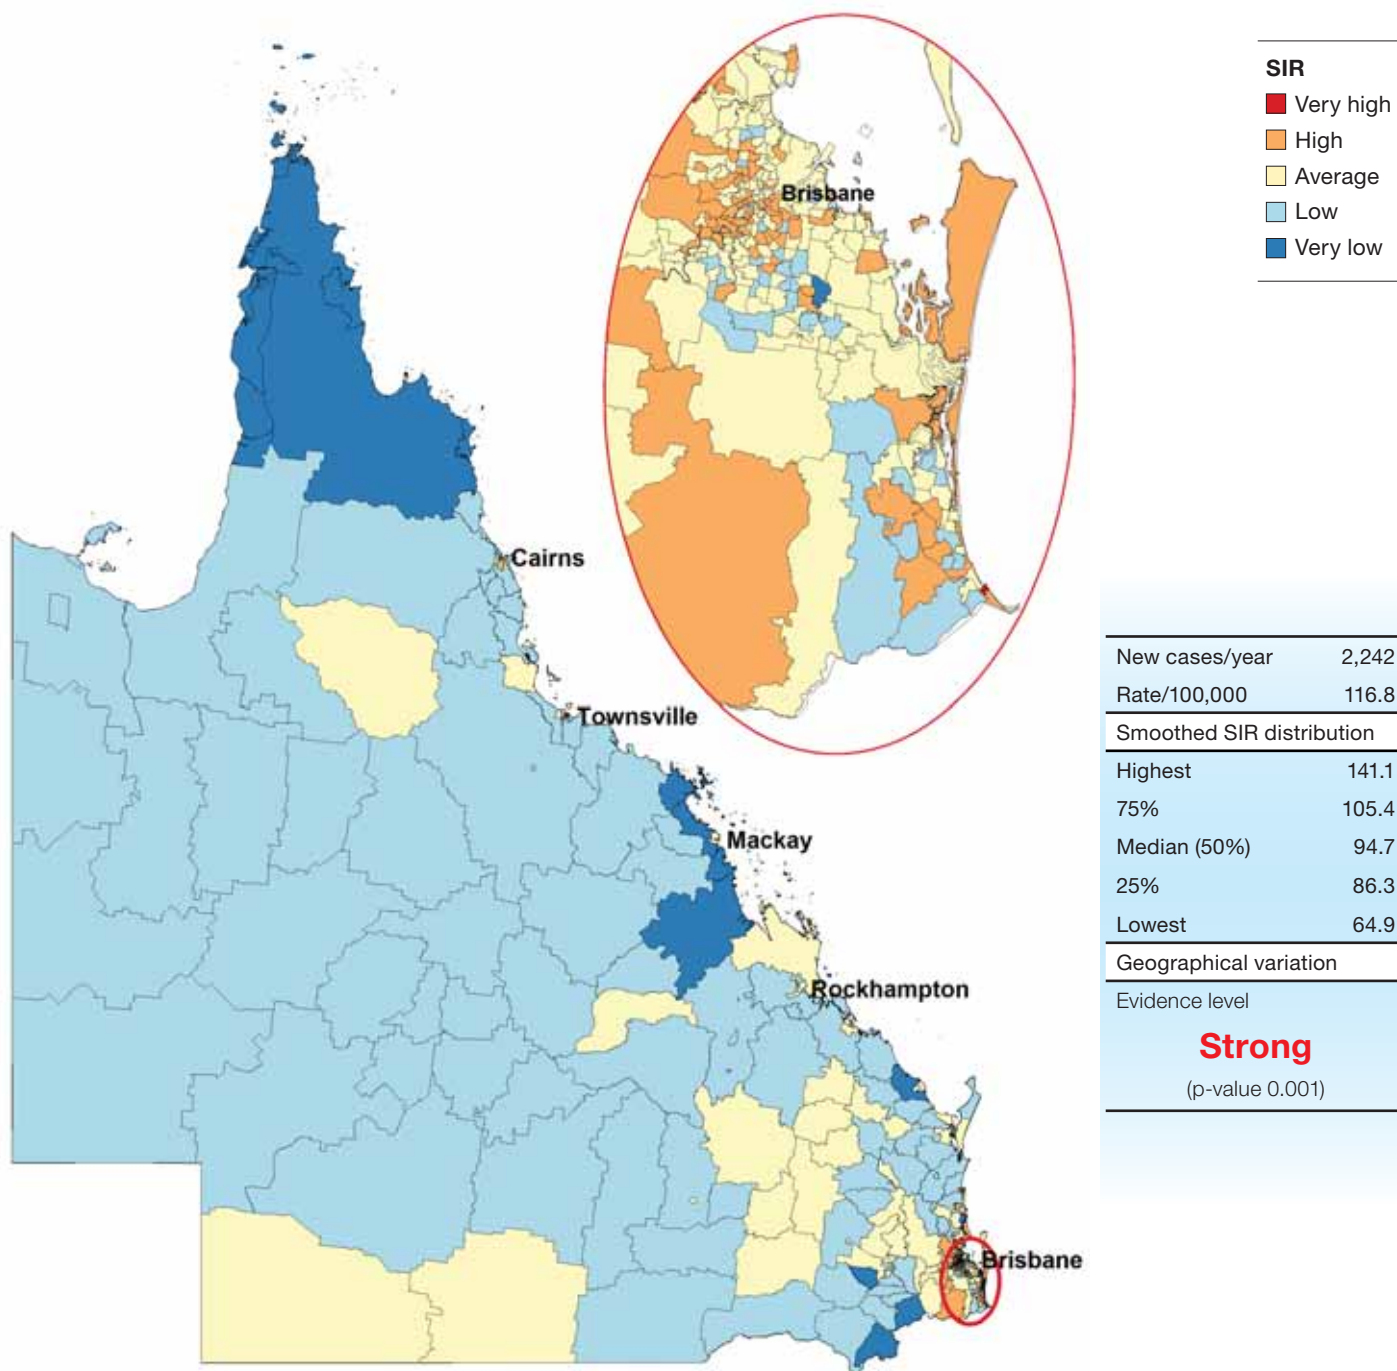 Brisbane
SIR
Very high
High
Average
Low
Very low
Cairns
Townsville
Mackay
Rockhampton
Brisbane
New cases/year 2,242
Rate/100,000 116.8
Smoothed SIR distribution
Highest 141.1
75% 105.4
Median (50%) 94.7
25% 86.3
Lowest 64.9
Geographical variation
Evidence level
Strong
(p-value 0.001)